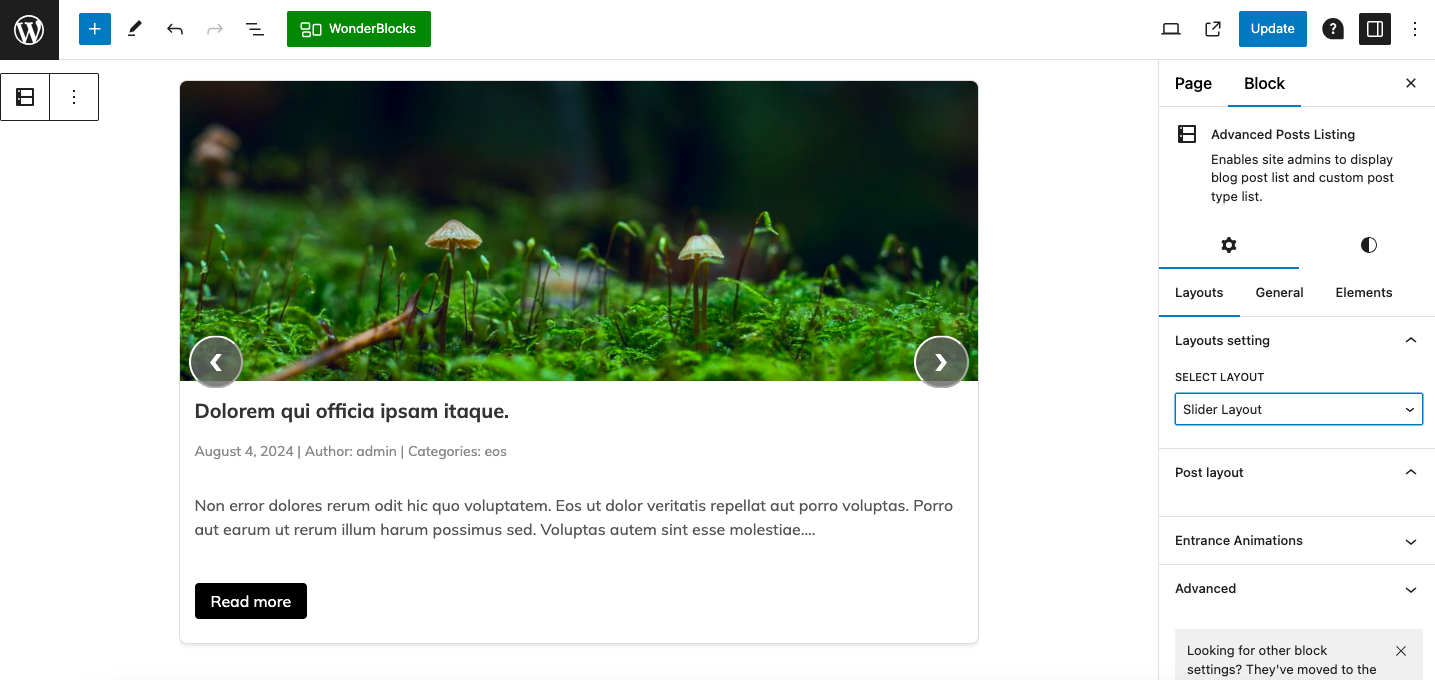 WonderBlocks
Update
Page
Block
Advanced Posts Listing
Enables site admins to display
blog post list and custom post
type list.
Layouts
General
Elements
Layouts setting
SELECT LAYOUT
Slider Layout
Post layout
Entrance Animations
Advanced
Looking for other block
settings? They've moved to the
Dolorem qui officia ipsam itaque.
August 4, 2024 | Author: admin | Categories: eos
Non error dolores rerum odit hic quo voluptatem. Eos ut dolor veritatis repellat aut porro voluptas. Porro
aut earum ut rerum illum harum possimus sed. Voluptas autem sint esse molestiae....
Read more